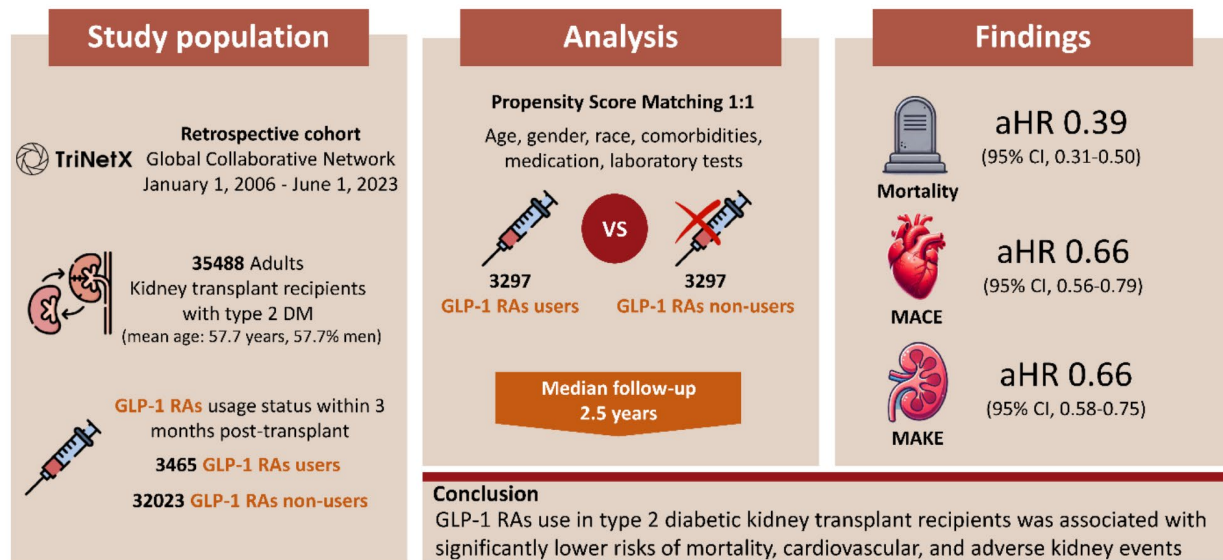 Study population
TriNetX
Retrospective cohort
Global Collaborative Network
January 1, 2006 - June 1, 2023
35488 Adults
Kidney transplant recipients
with type 2 DM
(mean age: 57.7 years, 57.7% men)
GLP-1 RAs usage status within 3
months post-transplant
3465 GLP-1 RAs users
32023 GLP-1 RAs non-users
Analysis
Propensity Score Matching 1:1
Age, gender, race, comorbidities,
medication, laboratory tests
VS
3297
GLP-1 RAs users
3297
GLP-1 RAs non-users
Median follow-up
2.5 years
Findings
aHR 0.39
(95% CI, 0.31-0.50)
Mortality
aHR 0.66
(95% CI, 0.56-0.79)
MACE
aHR 0.66
(95% CI, 0.58-0.75)
MAKE
Conclusion
GLP-1 RAs use in type 2 diabetic kidney transplant recipients was associated with
significantly lower risks of mortality, cardiovascular, and adverse kidney events